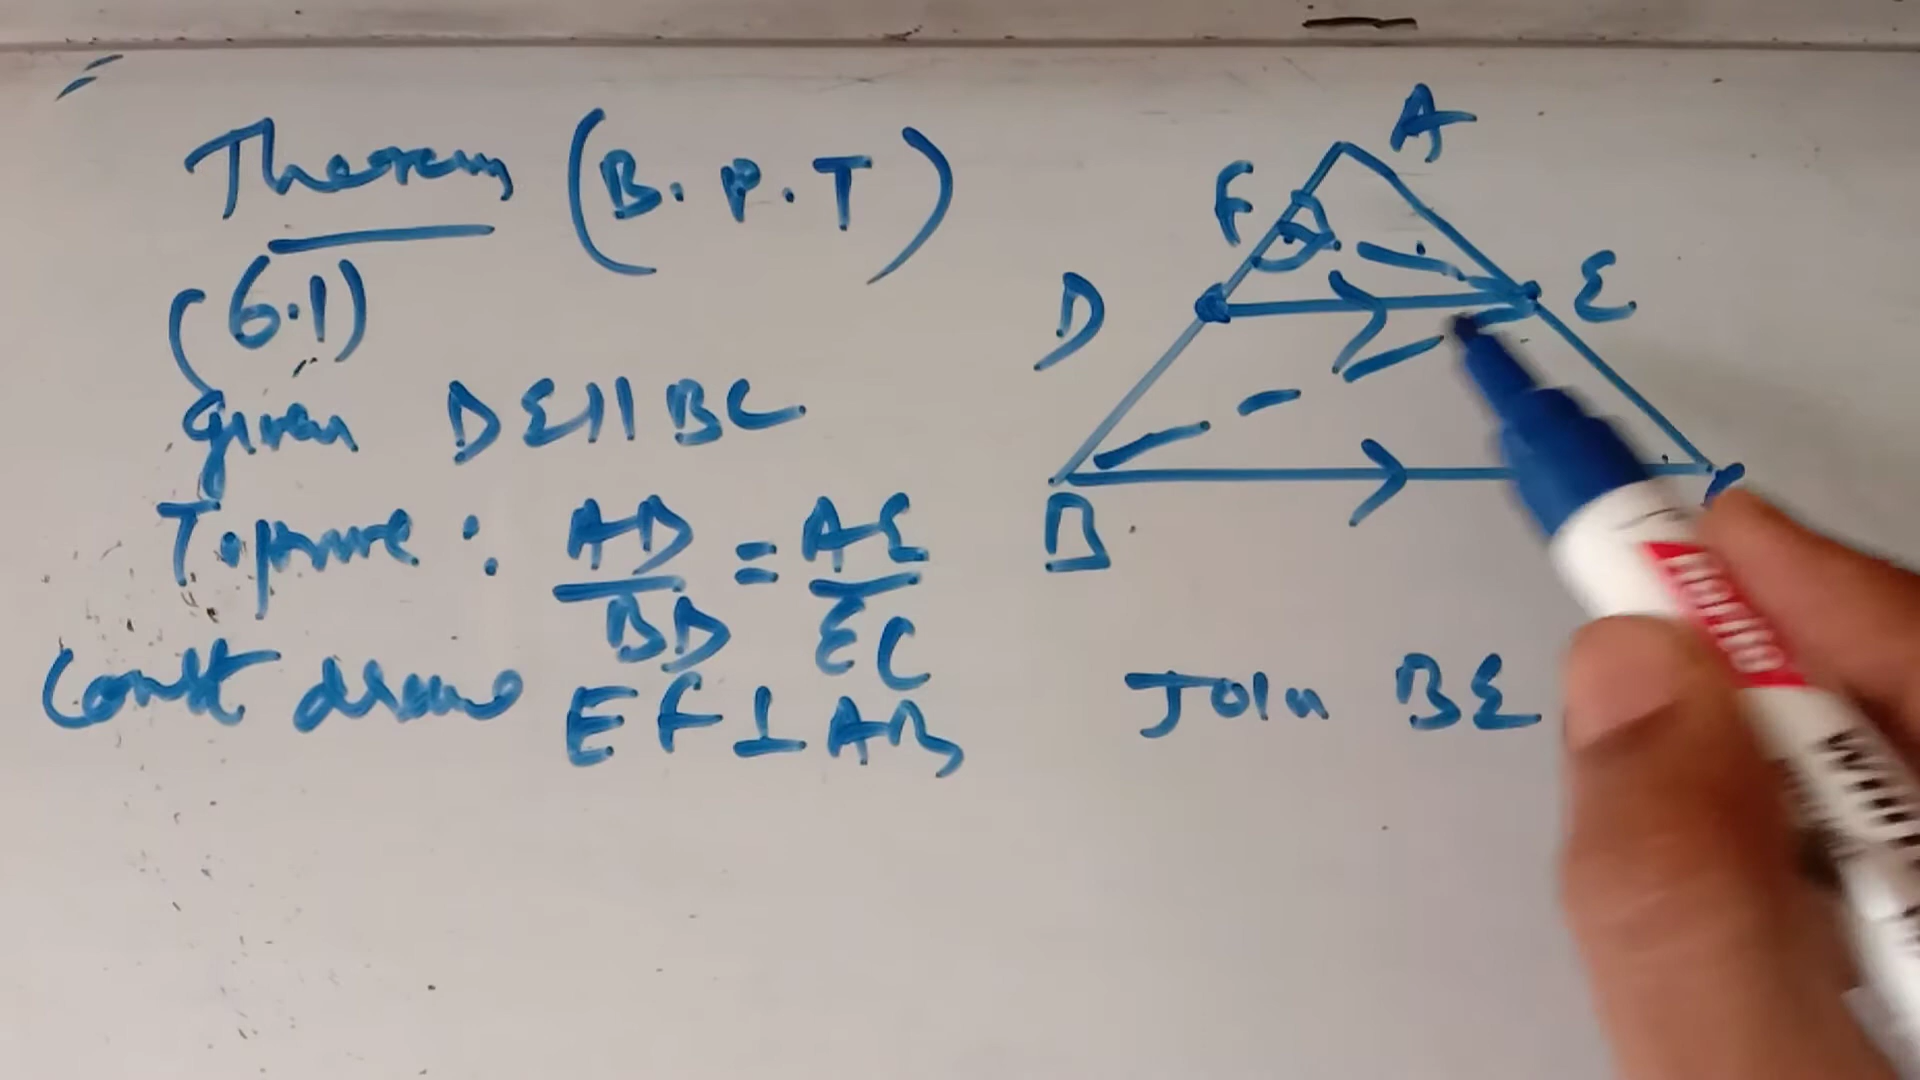 Theorem (B.P.T)
(6.1)
given DE||BC
To prove : AD/BD = AE/EC
Const draw EF ⊥ AB
Join BE
A
F
D
E
B